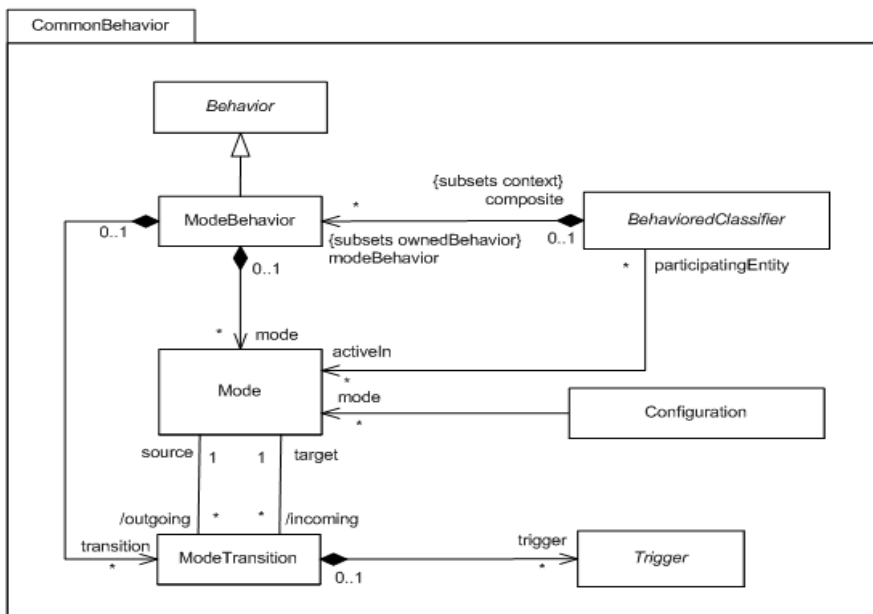 CommonBehavior
Behavior
{subsets context}
composite
*
ModeBehavior
BehavioredClassifier
0..1
{subsets ownedBehavior}
0..1
modeBehavior
0..1
*
participatingEntity
* mode
activeIn
*
Mode
mode
*
Configuration
source 1
1 target
/outgoing *
* /incoming
transition
*
ModeTransition
0..1
trigger
*
Trigger